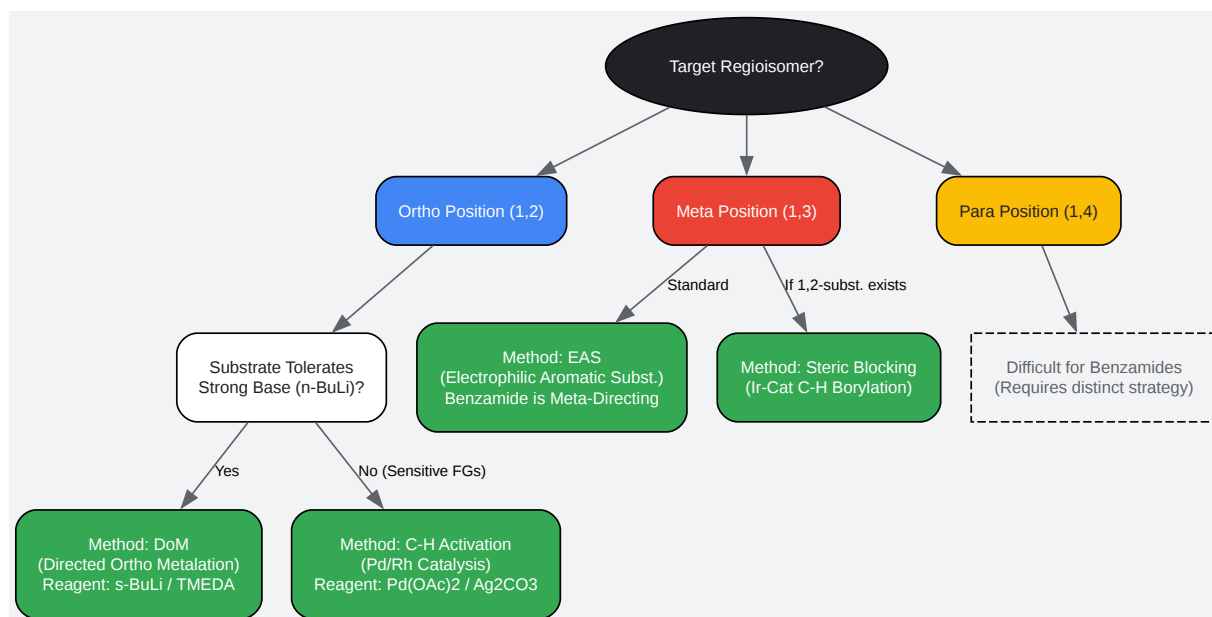 Target Regioisomer?
Ortho Position (1,2)
Meta Position (1,3)
Para Position (1,4)
Standard
If 1,2-subst. exists
Substrate Tolerates
Strong Base (n-BuLi)?
Method: EAS
(Electrophilic Aromatic Subst.)
Benzamide is Meta-Directing
Method: Steric Blocking
(Ir-Cat C-H Borylation)
Difficult for Benzamides
(Requires distinct strategy)
Yes
No (Sensitive FGs)
Method: DoM
(Directed Ortho Metalation)
Reagent: s-BuLi / TMEDA
Method: C-H Activation
(Pd/Rh Catalysis)
Reagent: Pd(OAc)2 / Ag2CO3